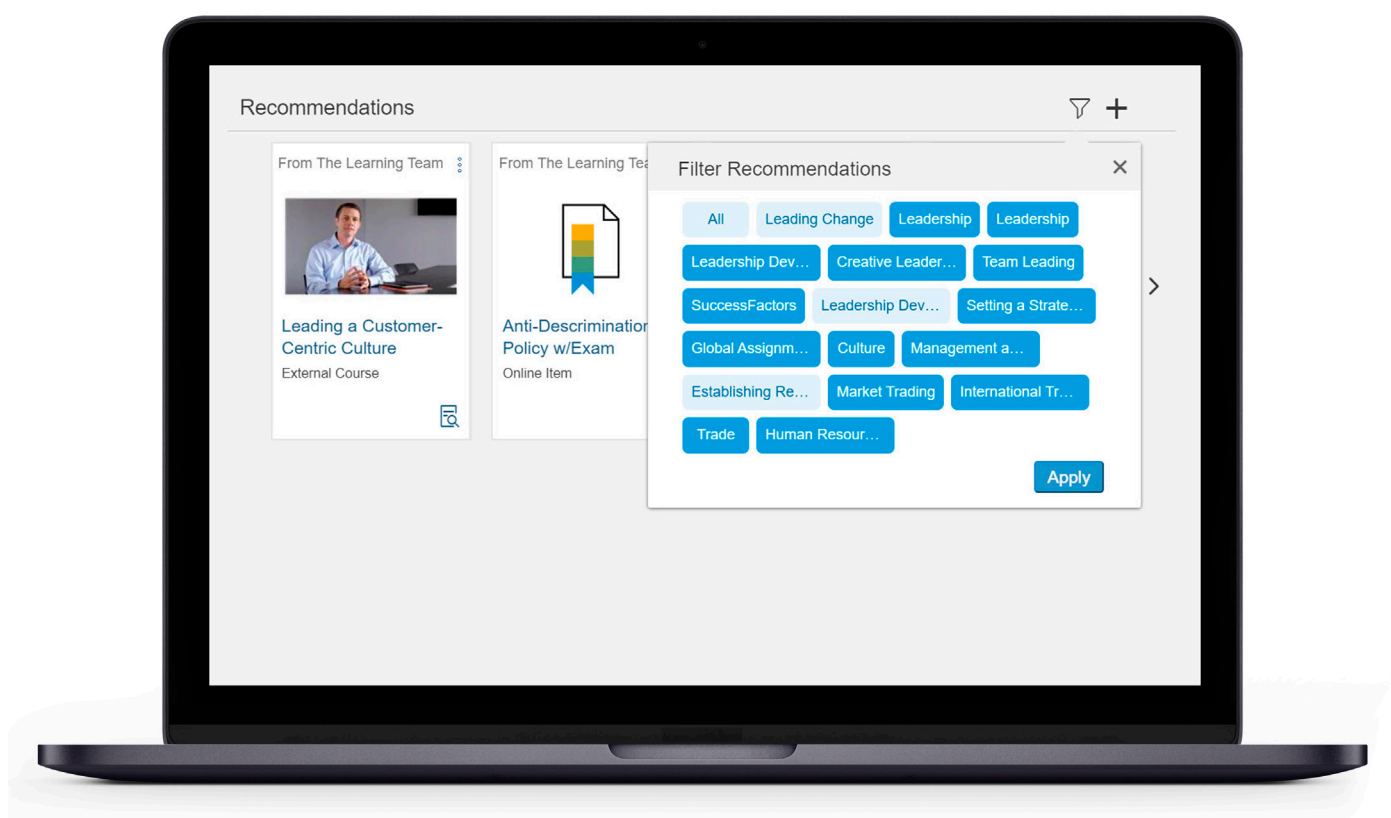 Recommendations
From The Learning Team
Leading a Customer-
Centric Culture
External Course
From The Learning Tea
Anti-Descrimination
Policy w/Exam
Online Item
Filter Recommendations
All Leading Change Leadership Leadership
Leadership Dev... Creative Leader... Team Leading
SuccessFactors Leadership Dev... Setting a Strate...
Global Assignm... Culture Management a...
Establishing Re... Market Trading International Tr...
Trade Human Resour...
Apply